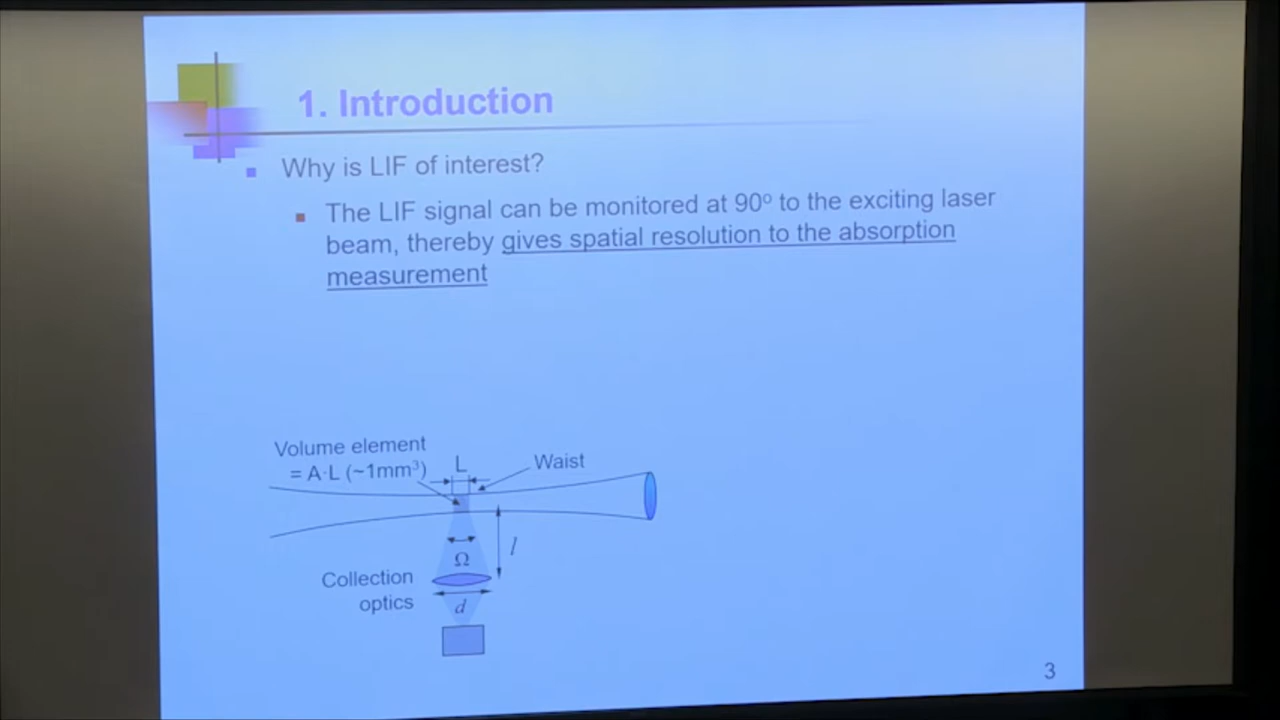 1. Introduction
Why is LIF of interest?
The LIF signal can be monitored at 90º to the exciting laser
beam, thereby gives spatial resolution to the absorption
measurement
Volume element
= A·L (~1mm³)
L
Waist
l
Ω
Collection
optics
d
3